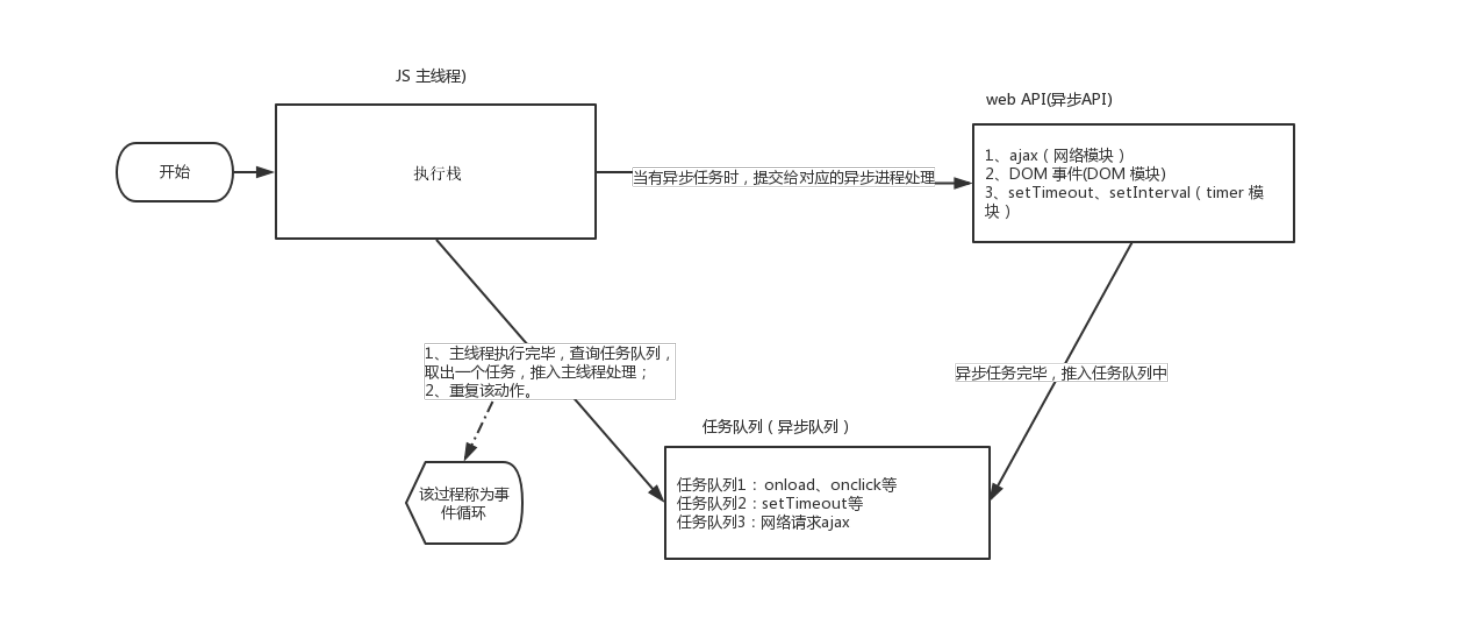 JS 主线程)
web API(异步API)
开始
执行栈
当有异步任务时，提交给对应的异步进程处理
1、ajax（网络模块）
2、DOM 事件(DOM 模块)
3、setTimeout、setInterval（timer 模
块）
1、主线程执行完毕，查询任务队列，
取出一个任务，推入主线程处理；
2、重复该动作。
异步任务完毕，推入任务队列中
任务队列（异步队列）
任务队列1： onload、onclick等
任务队列2：setTimeout等
任务队列3：网络请求ajax
该过程称为事
件循环